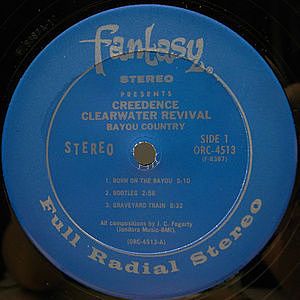 Fantasy
STEREO
PRESENTS
CREEDENCE
CLEARWATER REVIVAL
BAYOU COUNTRY
STEREO
SIDE 1
ORC-4513
(F-8387)
1. BORN ON THE BAYOU 5:10
2. BOOTLEG 2:58
3. GRAVEYARD TRAIN 8:32
All compositions by J. C. Fogerty
(Jondora Music-BMI)
(ORC-4513-A)
Full Radial Stereo